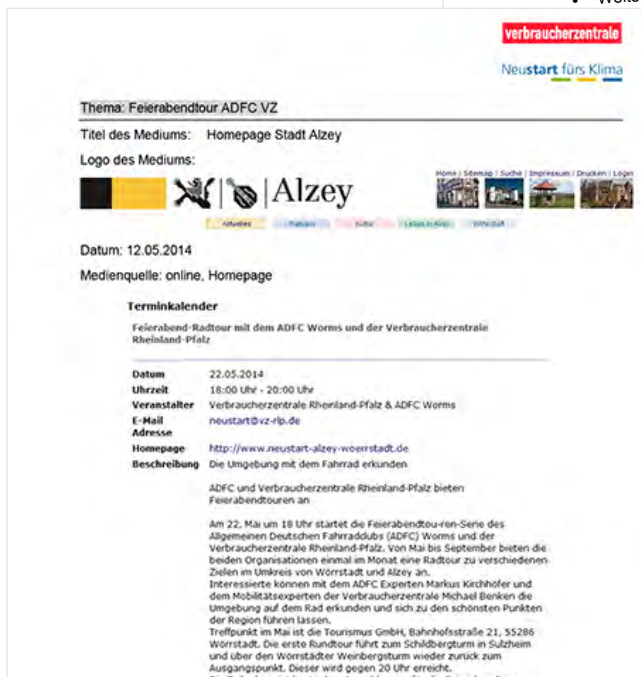 verbraucherzentrale
Neustart fürs Klima
Thema: Feierabendtour ADFC VZ
Titel des Mediums: Homepage Stadt Alzey
Logo des Mediums:
Home | Sitemap | Suche | Impressum | Drucken | Login
Alzey
Aktuelles Rathaus Kultur Leben in Alzey Wirtschaft
Datum: 12.05.2014
Medienquelle: online, Homepage
Terminkalender
Feierabend-Radtour mit dem ADFC Worms und der Verbraucherzentrale
Rheinland-Pfalz
Datum 22.05.2014
Uhrzeit 18:00 Uhr - 20:00 Uhr
Veranstalter Verbraucherzentrale Rheinland-Pfalz & ADFC Worms
E-Mail neustart@vz-rlp.de
Adresse
Homepage http://www.neustart-alzey-woerrstadt.de
Beschreibung Die Umgebung mit dem Fahrrad erkunden
ADFC und Verbraucherzentrale Rheinland-Pfalz bieten
Feierabendtouren an
Am 22. Mai um 18 Uhr startet die Feierabendtou-ren-Serie des
Allgemeinen Deutschen Fahrradclubs (ADFC) Worms und der
Verbraucherzentrale Rheinland-Pfalz. Von Mai bis September bieten die
beiden Organisationen einmal im Monat eine Radtour zu verschiedenen
Zielen im Umkreis von Wörrstadt und Alzey an.
Interessierte können mit dem ADFC Experten Markus Kirchhöfer und
dem Mobilitätsexperten der Verbraucherzentrale Michael Benken die
Umgebung auf dem Rad erkunden und sich zu den schönsten Punkten
der Region führen lassen.
Treffpunkt im Mai ist die Tourismus GmbH, Bahnhofsstraße 21, 55286
Wörrstadt. Die erste Rundtour führt zum Schildbergturm in Sulzheim
und über den Wörrstädter Weinbergsturm wieder zurück zum
Ausgangspunkt. Dieser wird gegen 20 Uhr erreicht.